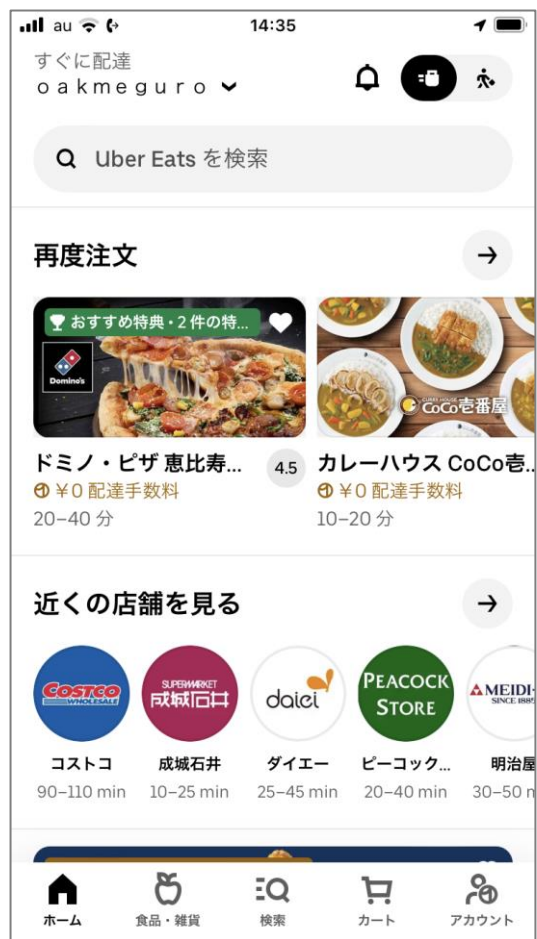 au
14:35
すぐに配達
oakmeguro
Uber Eats を検索
再度注文
おすすめ特典・2 件の特...
Domino's
CURRY HOUSE
CoCo壱番屋
ドミノ・ピザ 恵比寿...
4.5
カレーハウス CoCo壱..
¥0 配達手数料
¥0 配達手数料
20–40 分
10–20 分
近くの店舗を見る
COSTCO
WHOLESALE
SUPERMARKET
成城石井
daiei
PEACOCK
STORE
MEIDI-
SINCE 1885
コストコ
成城石井
ダイエー
ピーコック...
明治屋
90–110 min
10–25 min
25–45 min
20–40 min
30–50 m
ホーム
食品・雑貨
検索
カート
アカウント